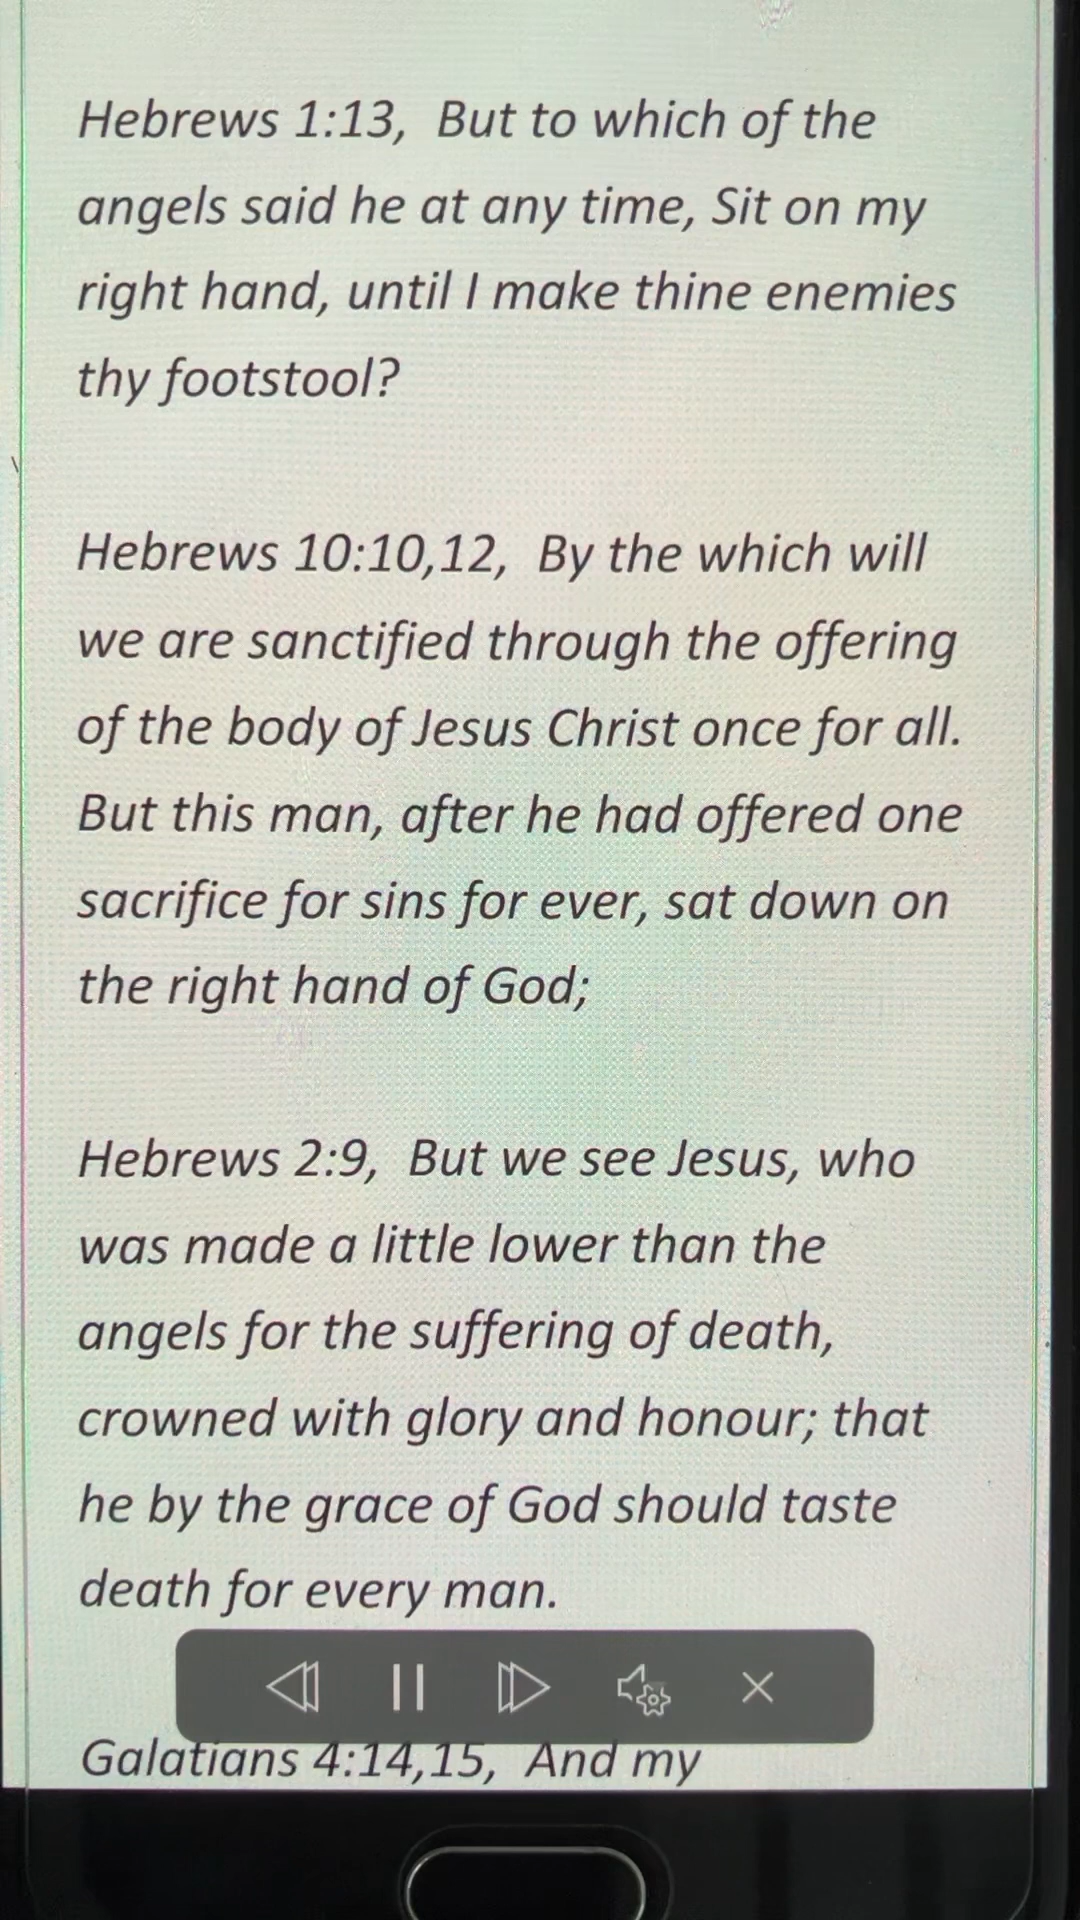 Hebrews 1:13, But to which of the
angels said he at any time, Sit on my
right hand, until I make thine enemies
thy footstool?
Hebrews 10:10,12, By the which will
we are sanctified through the offering
of the body of Jesus Christ once for all.
But this man, after he had offered one
sacrifice for sins for ever, sat down on
the right hand of God;
Hebrews 2:9, But we see Jesus, who
was made a little lower than the
angels for the suffering of death,
crowned with glory and honour; that
he by the grace of God should taste
death for every man.
Galatians 4:14,15, And my